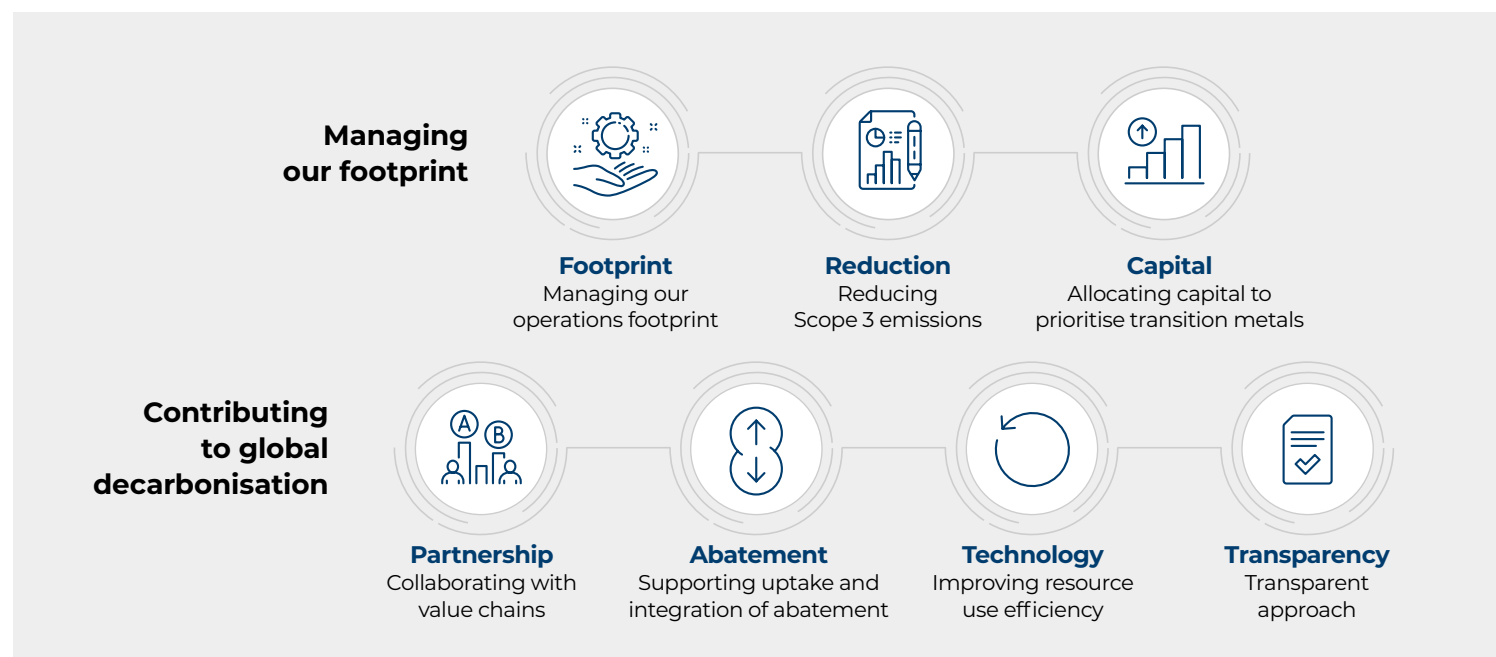 Managing
our footprint
Footprint
Managing our
operations footprint
Reduction
Reducing
Scope 3 emissions
Capital
Allocating capital to
prioritise transition metals
Contributing
to global
decarbonisation
A
B
Partnership
Collaborating with
value chains
Abatement
Supporting uptake and
integration of abatement
Technology
Improving resource
use efficiency
Transparency
Transparent
approach